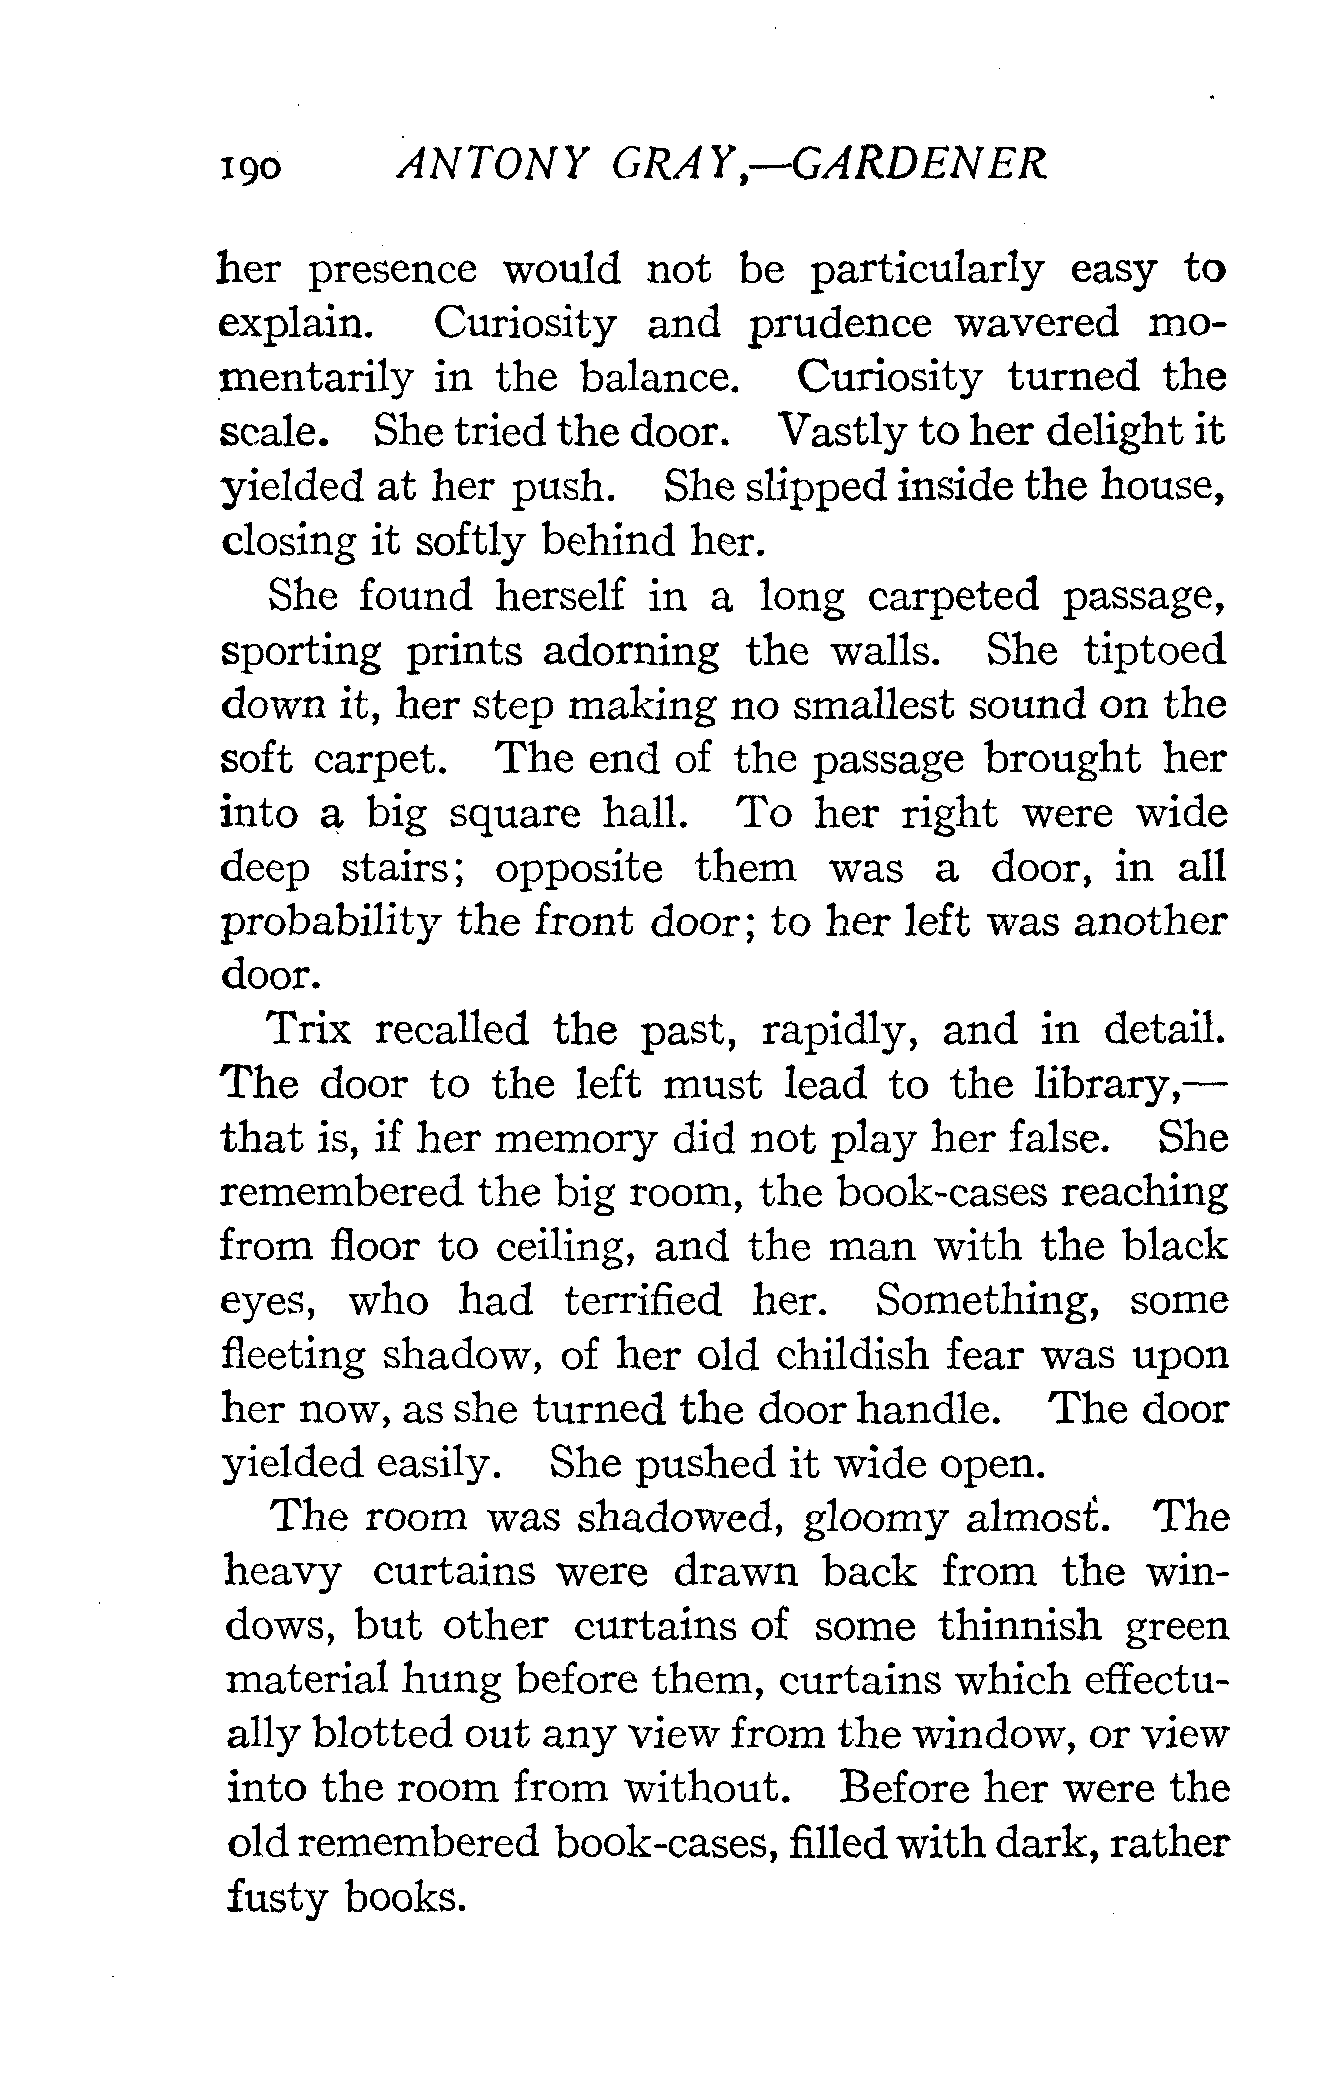 190 ANTONY GRAY,—GARDENER
her presence would not be particularly easy to
explain. Curiosity and prudence wavered mo-
mentarily in the balance. Curiosity turned the
scale. She tried the door. Vastly to her delight it
yielded at her push. She slipped inside the house,
closing it softly behind her.
She found herself in a long carpeted passage,
sporting prints adorning the walls. She tiptoed
down it, her step making no smallest sound on the
soft carpet. The end of the passage brought her
into a big square hall. To her right were wide
deep stairs; opposite them was a door, in all
probability the front door; to her left was another
door.
Trix recalled the past, rapidly, and in detail.
The door to the left must lead to the library,—
that is, if her memory did not play her false. She
remembered the big room, the book-cases reaching
from floor to ceiling, and the man with the black
eyes, who had terrified her. Something, some
fleeting shadow, of her old childish fear was upon
her now, as she turned the door handle. The door
yielded easily. She pushed it wide open.
The room was shadowed, gloomy almost. The
heavy curtains were drawn back from the win-
dows, but other curtains of some thinnish green
material hung before them, curtains which effectu-
ally blotted out any view from the window, or view
into the room from without. Before her were the
old remembered book-cases, filled with dark, rather
fusty books.